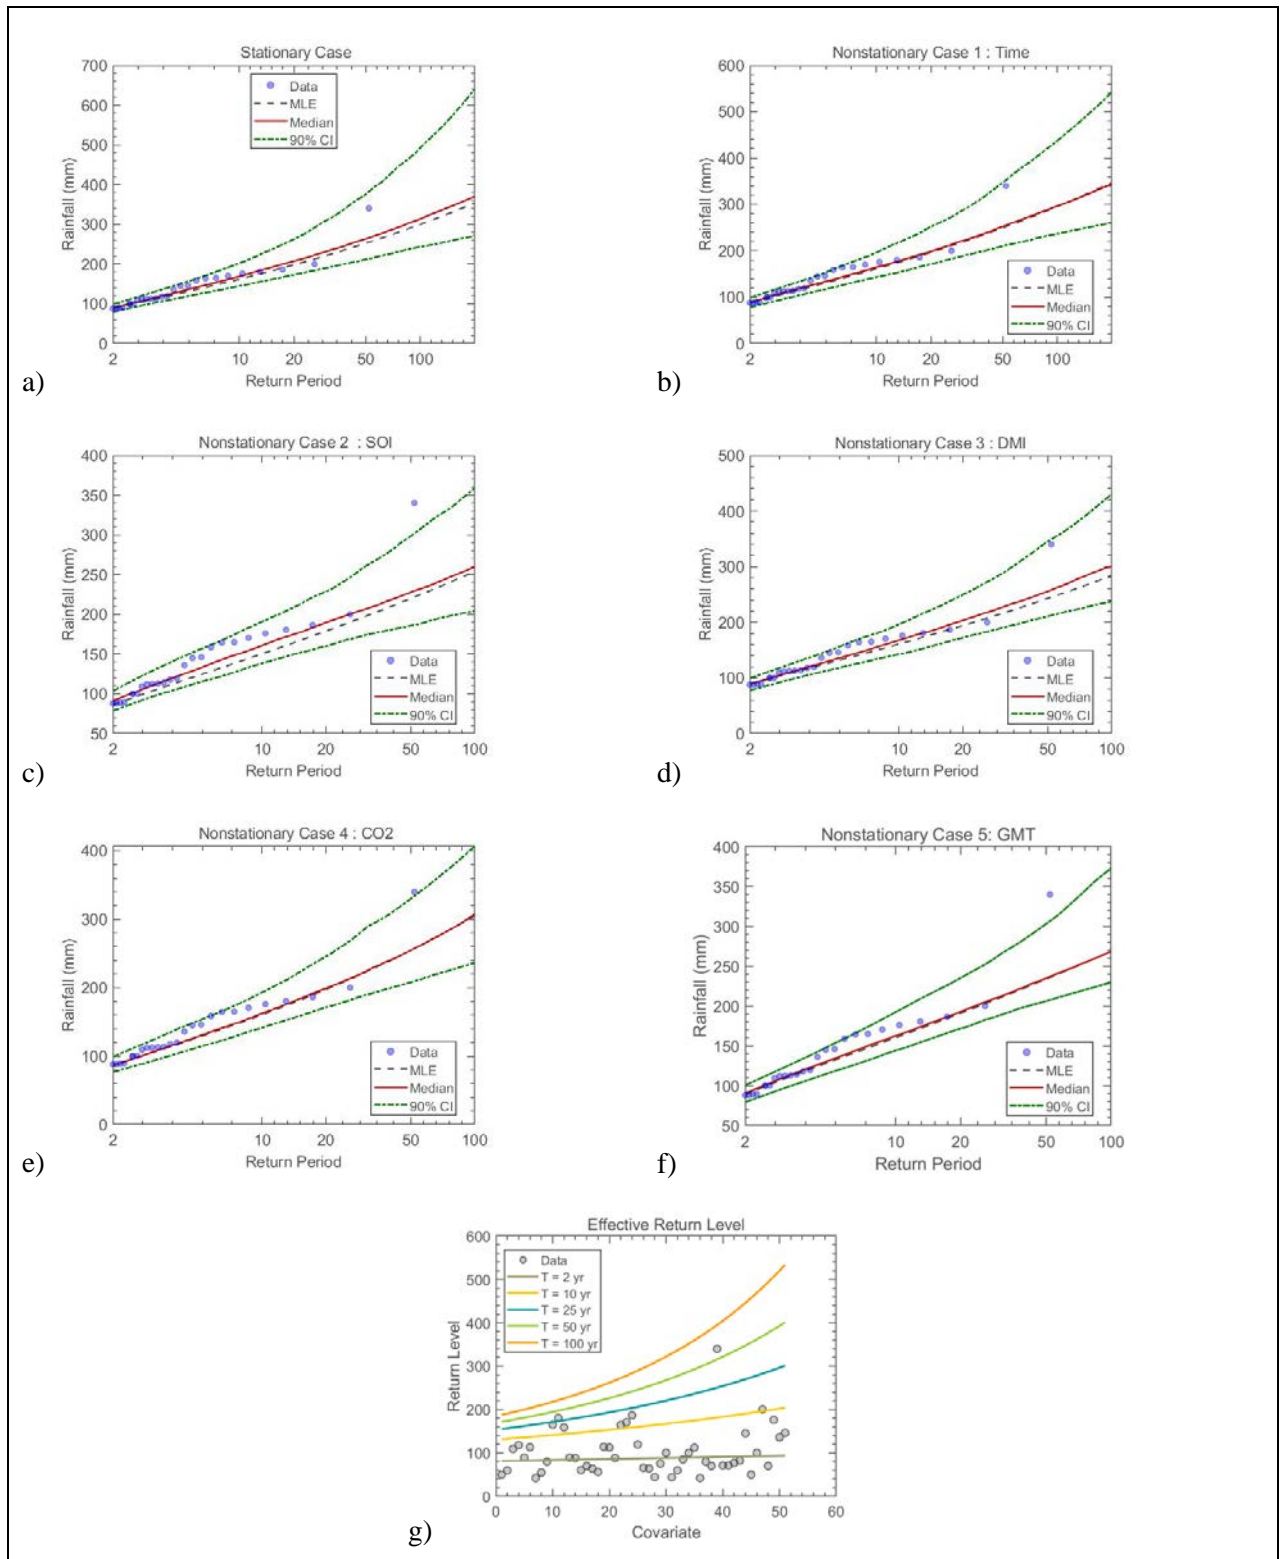 Stationary Case
700
600
500
400
300
200
100
0
Rainfall (mm)
Data
MLE
Median
90% CI
2 10 20 50 100
Return Period
a)
Nonstationary Case 1 : Time
600
500
400
300
200
100
0
Rainfall (mm)
Data
MLE
Median
90% CI
2 10 20 50 100
Return Period
b)
Nonstationary Case 2 : SOI
400
350
300
250
200
150
100
50
Rainfall (mm)
Data
MLE
Median
90% CI
2 10 20 50 100
Return Period
c)
Nonstationary Case 3 : DMI
500
400
300
200
100
0
Rainfall (mm)
Data
MLE
Median
90% CI
2 10 20 50 100
Return Period
d)
Nonstationary Case 4 : CO2
400
300
200
100
0
Rainfall (mm)
Data
MLE
Median
90% CI
2 10 20 50 100
Return Period
e)
Nonstationary Case 5: GMT
400
350
300
250
200
150
100
50
Rainfall (mm)
Data
MLE
Median
90% CI
2 10 20 50 100
Return Period
f)
Effective Return Level
600
500
400
300
200
100
0
Return Level
Data
T = 2 yr
T = 10 yr
T = 25 yr
T = 50 yr
T = 100 yr
0 10 20 30 40 50 60
Covariate
g)